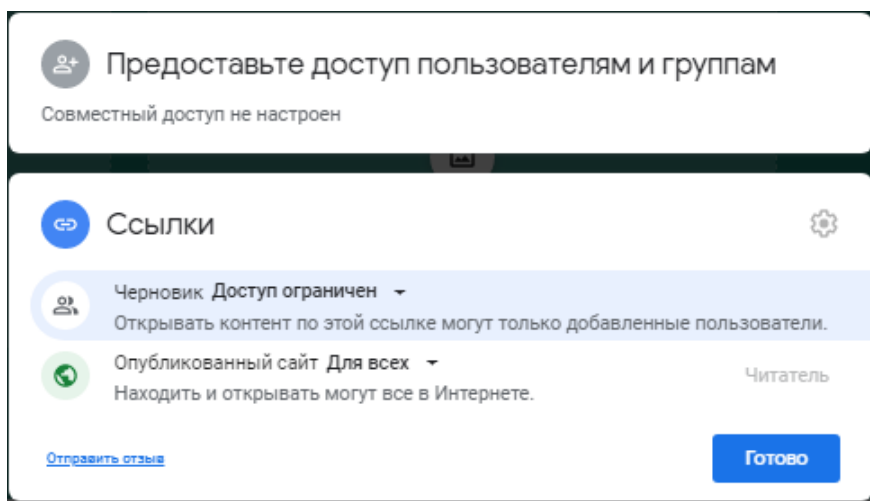 Предоставьте доступ пользователям и группам
Совместный доступ не настроен
Ссылки
Черновик Доступ ограничен
Открывать контент по этой ссылке могут только добавленные пользователи.
Опубликованный сайт Для всех
Находить и открывать могут все в Интернете.
Читатель
Отправить отзыв
Готово